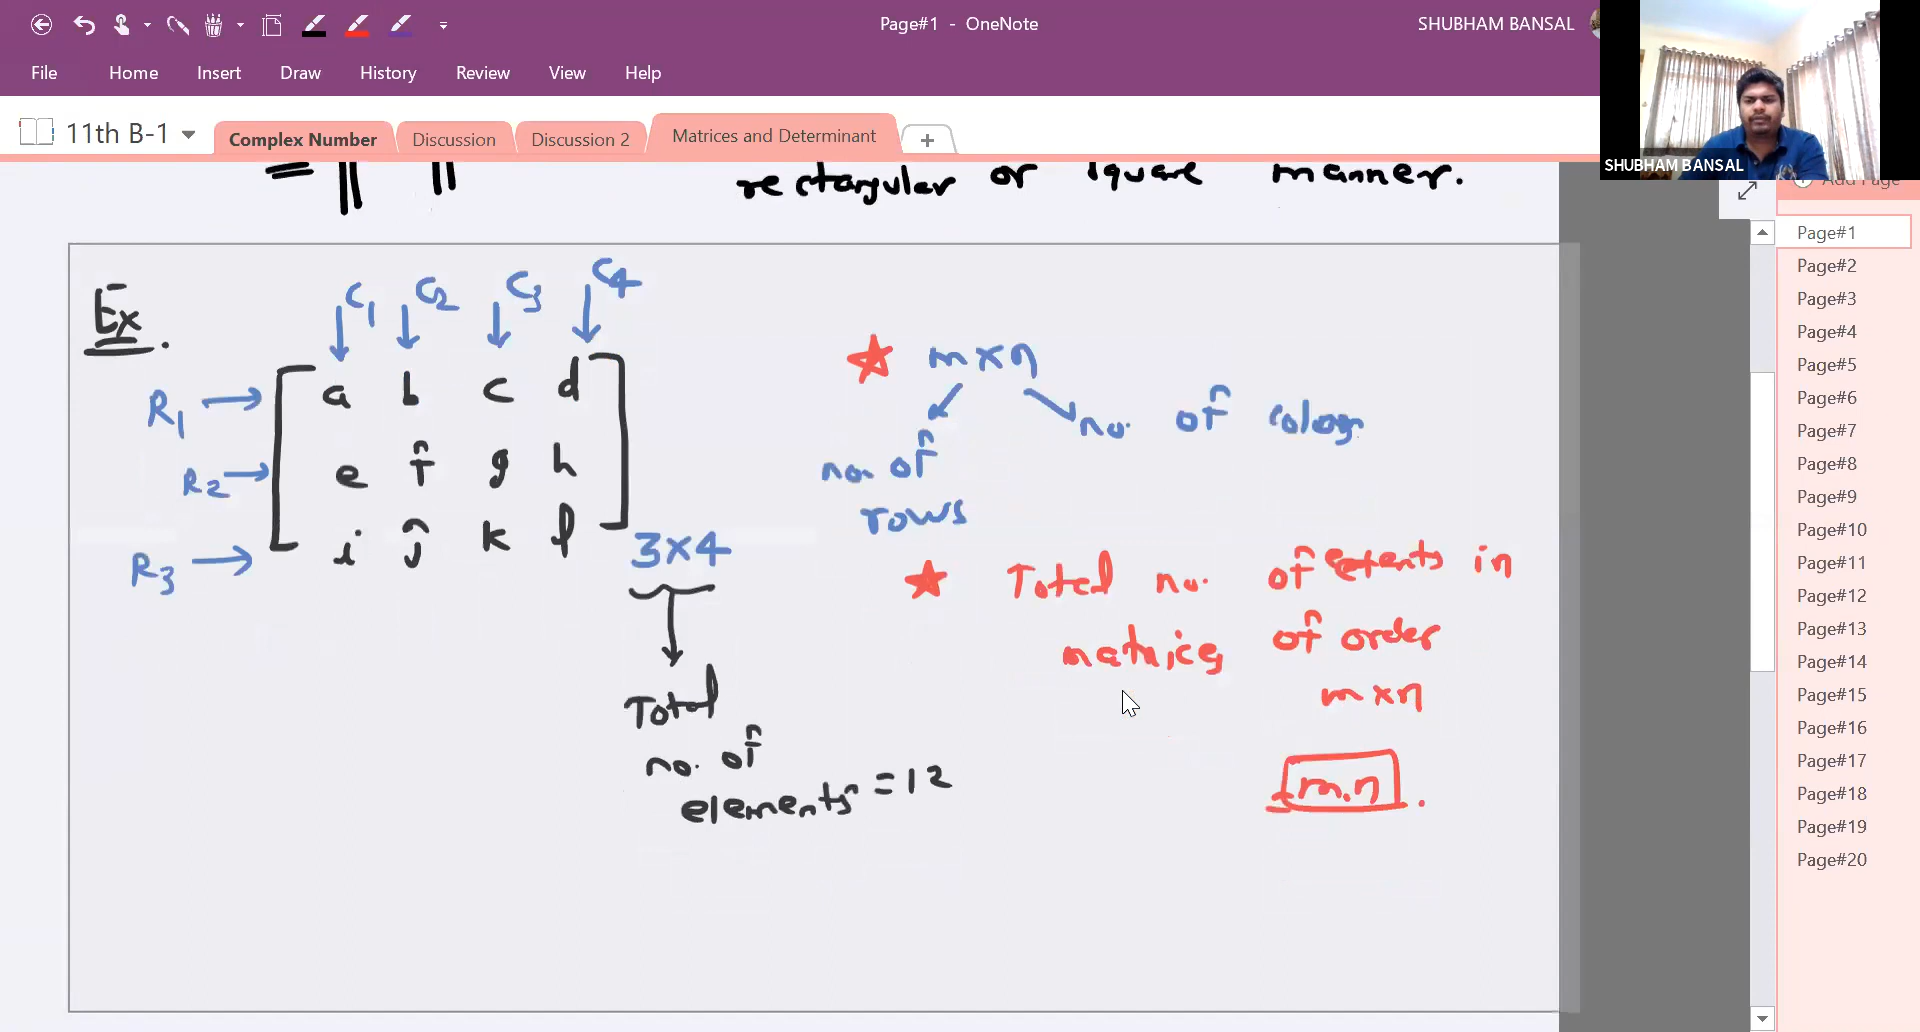 Page#1 - OneNote
SHUBHAM BANSAL
File Home Insert Draw History Review View Help
11th B-1
Complex Number
Discussion
Discussion 2
Matrices and Determinant
SHUBHAM BANSAL
Add Page
rectangular or square manner.
Ex.
C1 C2 C3 C4
R1 a b c d
R2 e f g h
R3 i j k l
3×4
Total
no. of
elements = 12
m×n
no. of
rows
no. of
Total no. of in
matrices of order
m×n
m.n.
Page#1
Page#2
Page#3
Page#4
Page#5
Page#6
Page#7
Page#8
Page#9
Page#10
Page#11
Page#12
Page#13
Page#14
Page#15
Page#16
Page#17
Page#18
Page#19
Page#20